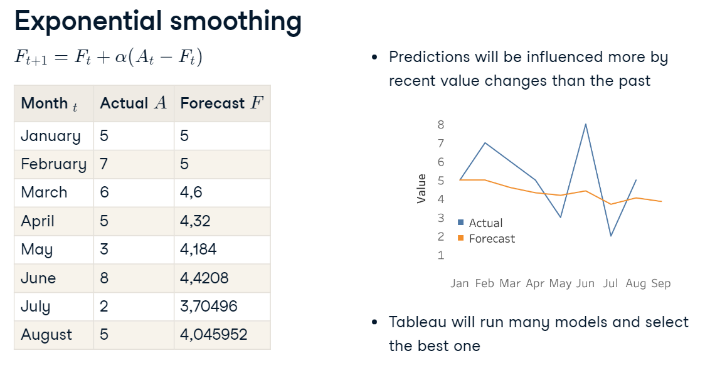 Exponential smoothing
F_{t+1} = F_t + α(A_t − F_t)
Month t Actual A Forecast F
January 5 5
February 7 5
March 6 4,6
April 5 4,32
May 3 4,184
June 8 4,4208
July 2 3,70496
August 5 4,045952
• Predictions will be influenced more by
recent value changes than the past
8
7
6
5
4
3
2
1
Value
Actual
Forecast
Jan Feb Mar Apr May Jun Jul Aug Sep
• Tableau will run many models and select
the best one